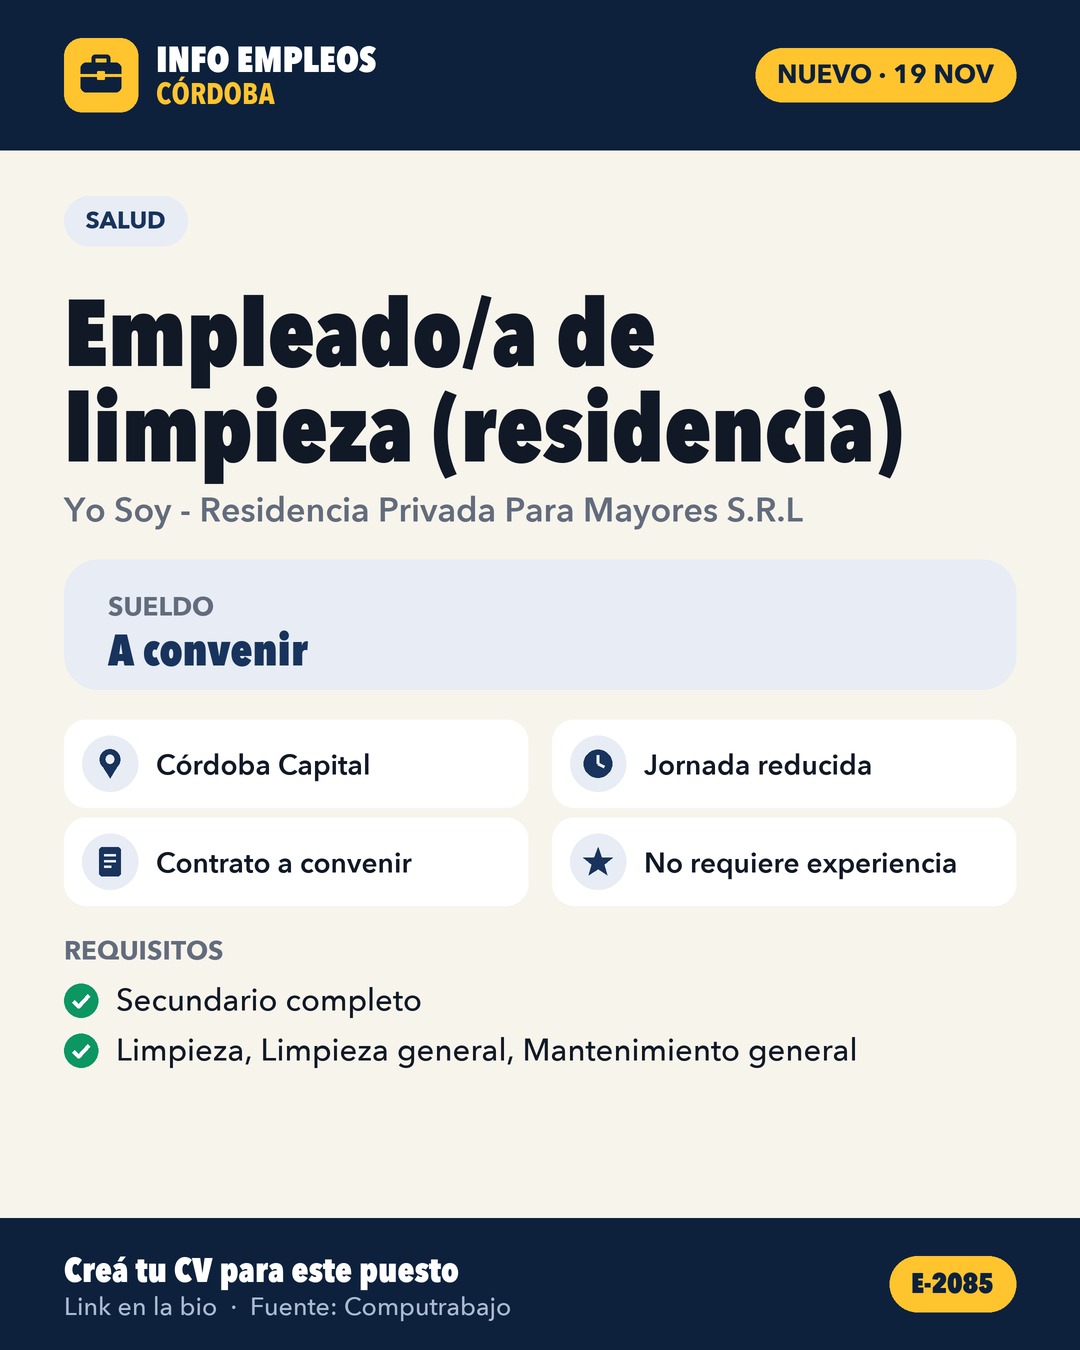 INFO EMPLEOS
CÓRDOBA
NUEVO · 19 NOV
SALUD
Empleado/a de
limpieza (residencia)
Yo Soy - Residencia Privada Para Mayores S.R.L
SUELDO
A convenir
Córdoba Capital
Jornada reducida
Contrato a convenir
No requiere experiencia
REQUISITOS
Secundario completo
Limpieza, Limpieza general, Mantenimiento general
Creá tu CV para este puesto
Link en la bio · Fuente: Computrabajo
E-2085